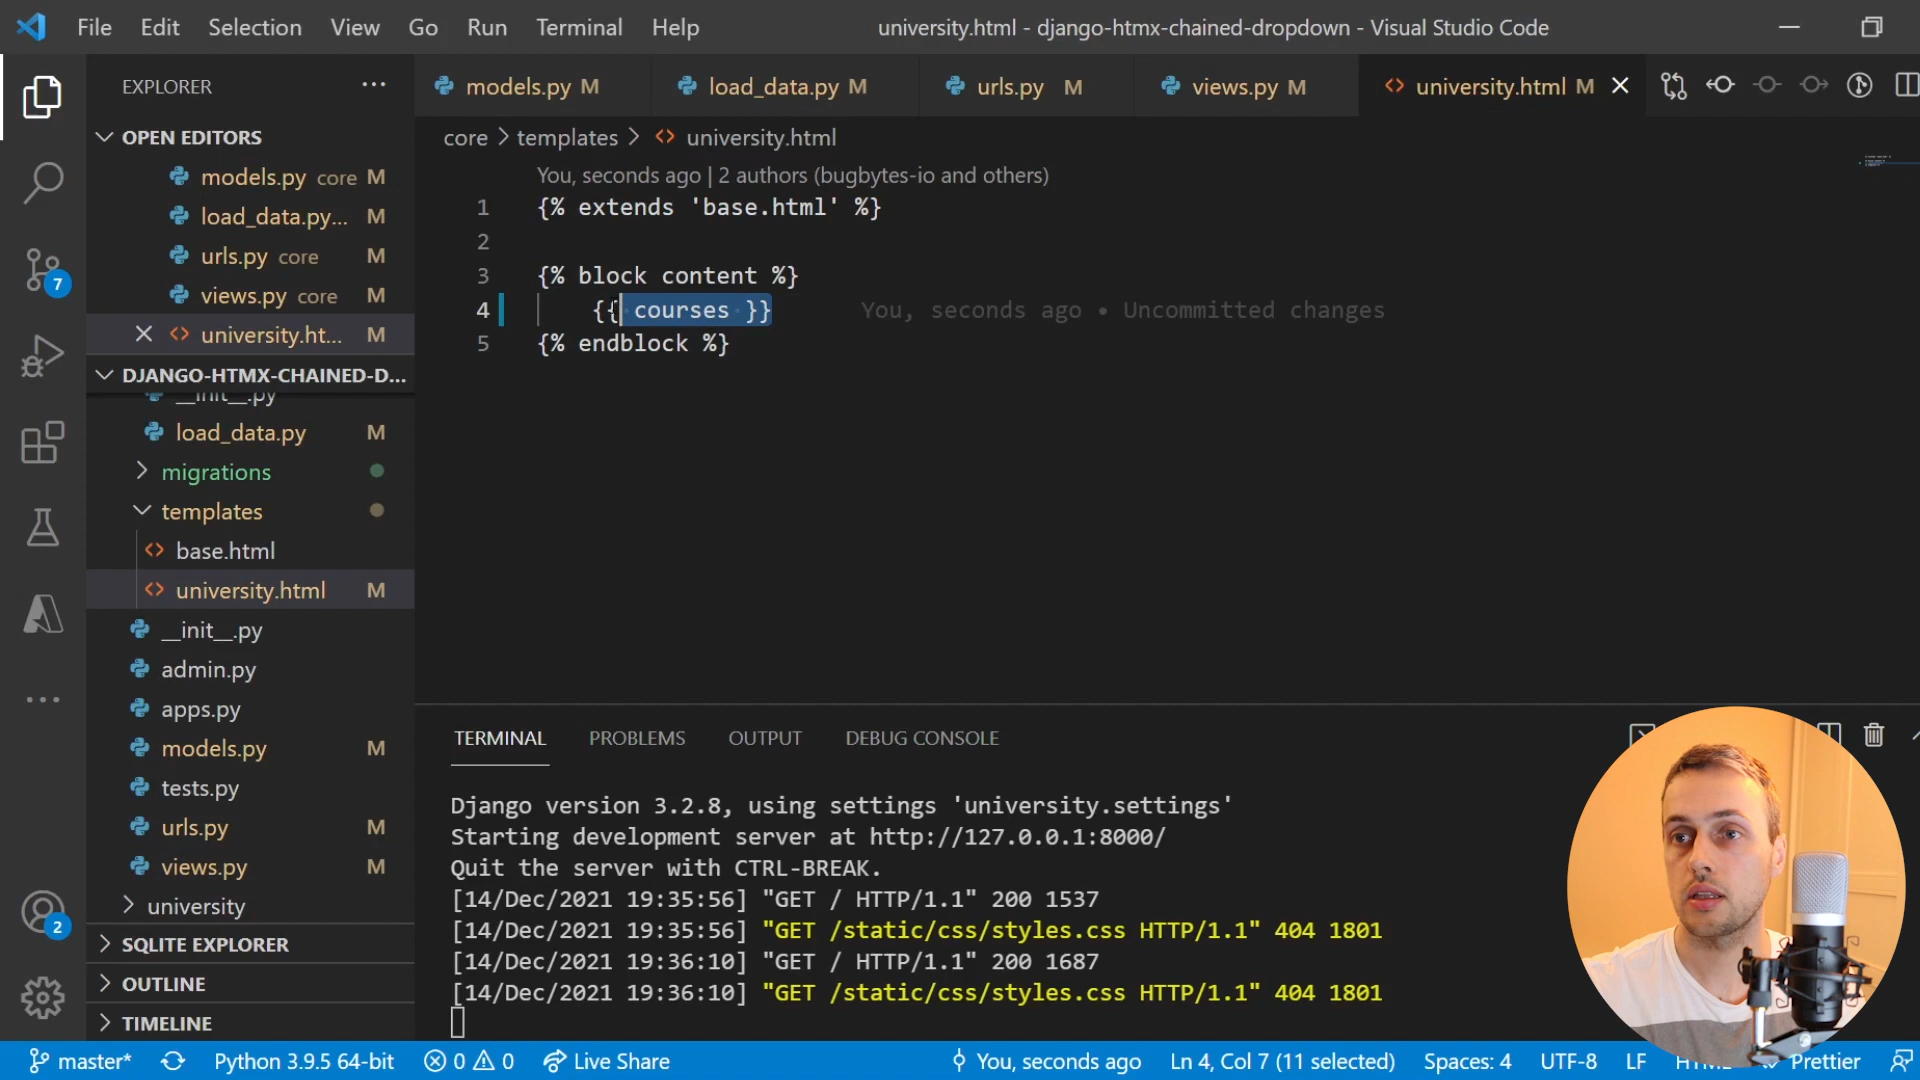 File Edit Selection View Go Run Terminal Help
university.html - django-htmx-chained-dropdown - Visual Studio Code
EXPLORER
OPEN EDITORS
models.py core M
load_data.py... M
urls.py core M
views.py core M
university.ht... M
DJANGO-HTMX-CHAINED-D...
__init__.py
load_data.py M
migrations
templates
base.html
university.html M
__init__.py
admin.py
apps.py
models.py M
tests.py
urls.py M
views.py M
university
SQLITE EXPLORER
OUTLINE
TIMELINE
7
2
models.py M load_data.py M urls.py M views.py M university.html M
core > templates > university.html
You, seconds ago | 2 authors (bugbytes-io and others)
1 {% extends 'base.html' %}
2
3 {% block content %}
4 {{ courses }} You, seconds ago • Uncommitted changes
5 {% endblock %}
TERMINAL PROBLEMS OUTPUT DEBUG CONSOLE
Django version 3.2.8, using settings 'university.settings'
Starting development server at http://127.0.0.1:8000/
Quit the server with CTRL-BREAK.
[14/Dec/2021 19:35:56] "GET / HTTP/1.1" 200 1537
[14/Dec/2021 19:35:56] "GET /static/css/styles.css HTTP/1.1" 404 1801
[14/Dec/2021 19:36:10] "GET / HTTP/1.1" 200 1687
[14/Dec/2021 19:36:10] "GET /static/css/styles.css HTTP/1.1" 404 1801
master* Python 3.9.5 64-bit 0 0 Live Share You, seconds ago Ln 4, Col 7 (11 selected) Spaces: 4 UTF-8 LF HTML Prettier